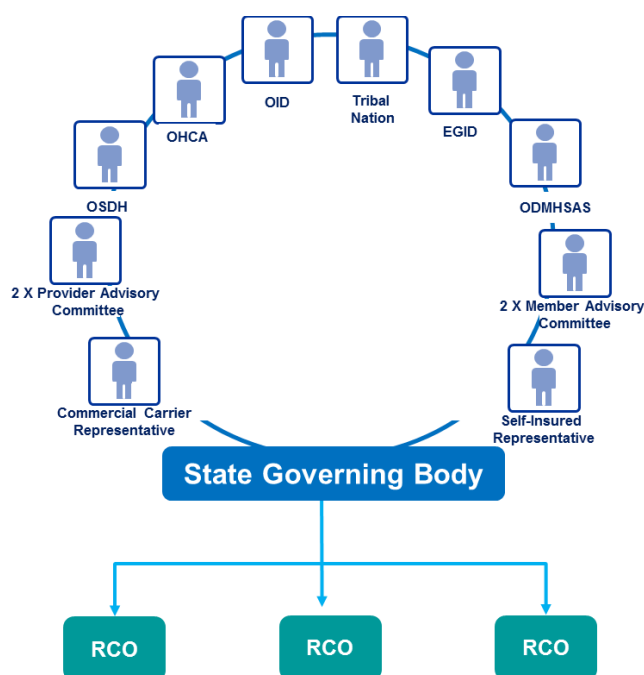 OID
Tribal
Nation
OHCA
EGID
OSDH
ODMHSAS
2 X Provider Advisory
Committee
2 X Member Advisory
Committee
Commercial Carrier
Representative
Self-Insured
Representative
State Governing Body
RCO
RCO
RCO